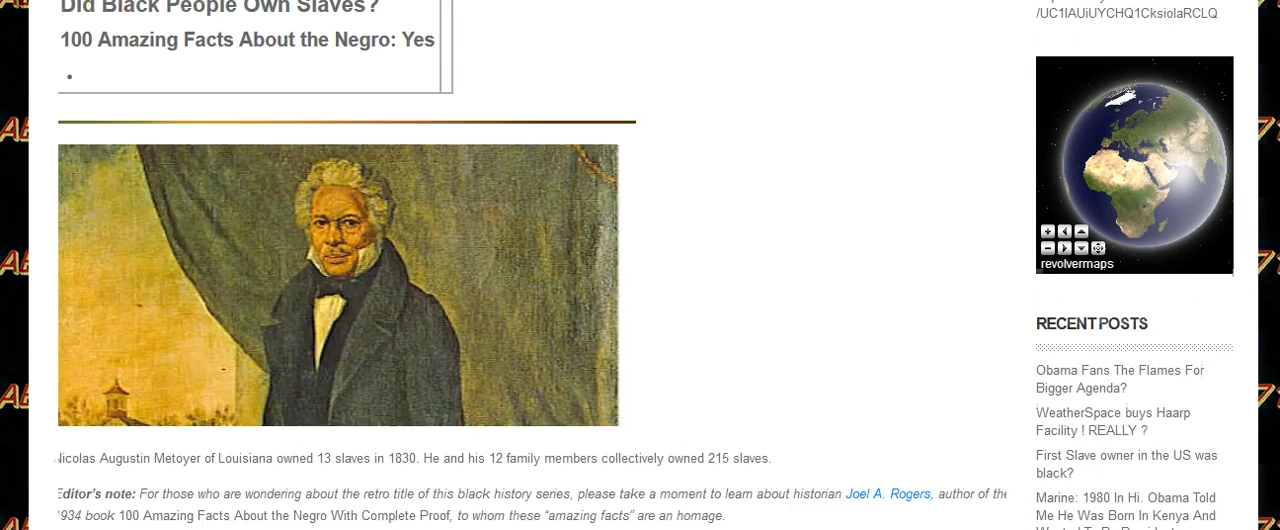 Did Black People Own Slaves?
100 Amazing Facts About the Negro: Yes
Nicolas Augustin Metoyer of Louisiana owned 13 slaves in 1830. He and his 12 family members collectively owned 215 slaves.
Editor's note: For those who are wondering about the retro title of this black history series, please take a moment to learn about historian Joel A. Rogers, author of the
1934 book 100 Amazing Facts About the Negro With Complete Proof, to whom these “amazing facts” are an homage.
/UC1IAUiUYCHQ1CksiolaRCLQ
revolvermaps
RECENT POSTS
Obama Fans The Flames For
Bigger Agenda?
WeatherSpace buys Haarp
Facility ! REALLY ?
First Slave owner in the US was
black?
Marine: 1980 In Hi. Obama Told
Me He Was Born In Kenya And